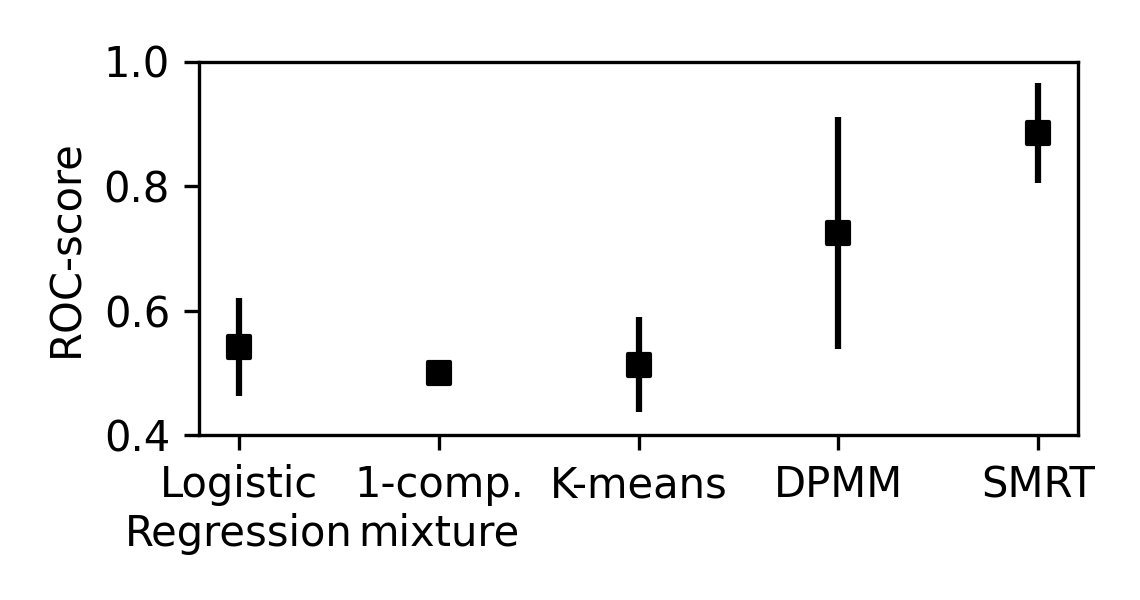 1.0
0.8
0.6
0.4
ROC-score
Logistic
Regression
1-comp.
mixture
K-means
DPMM
SMRT